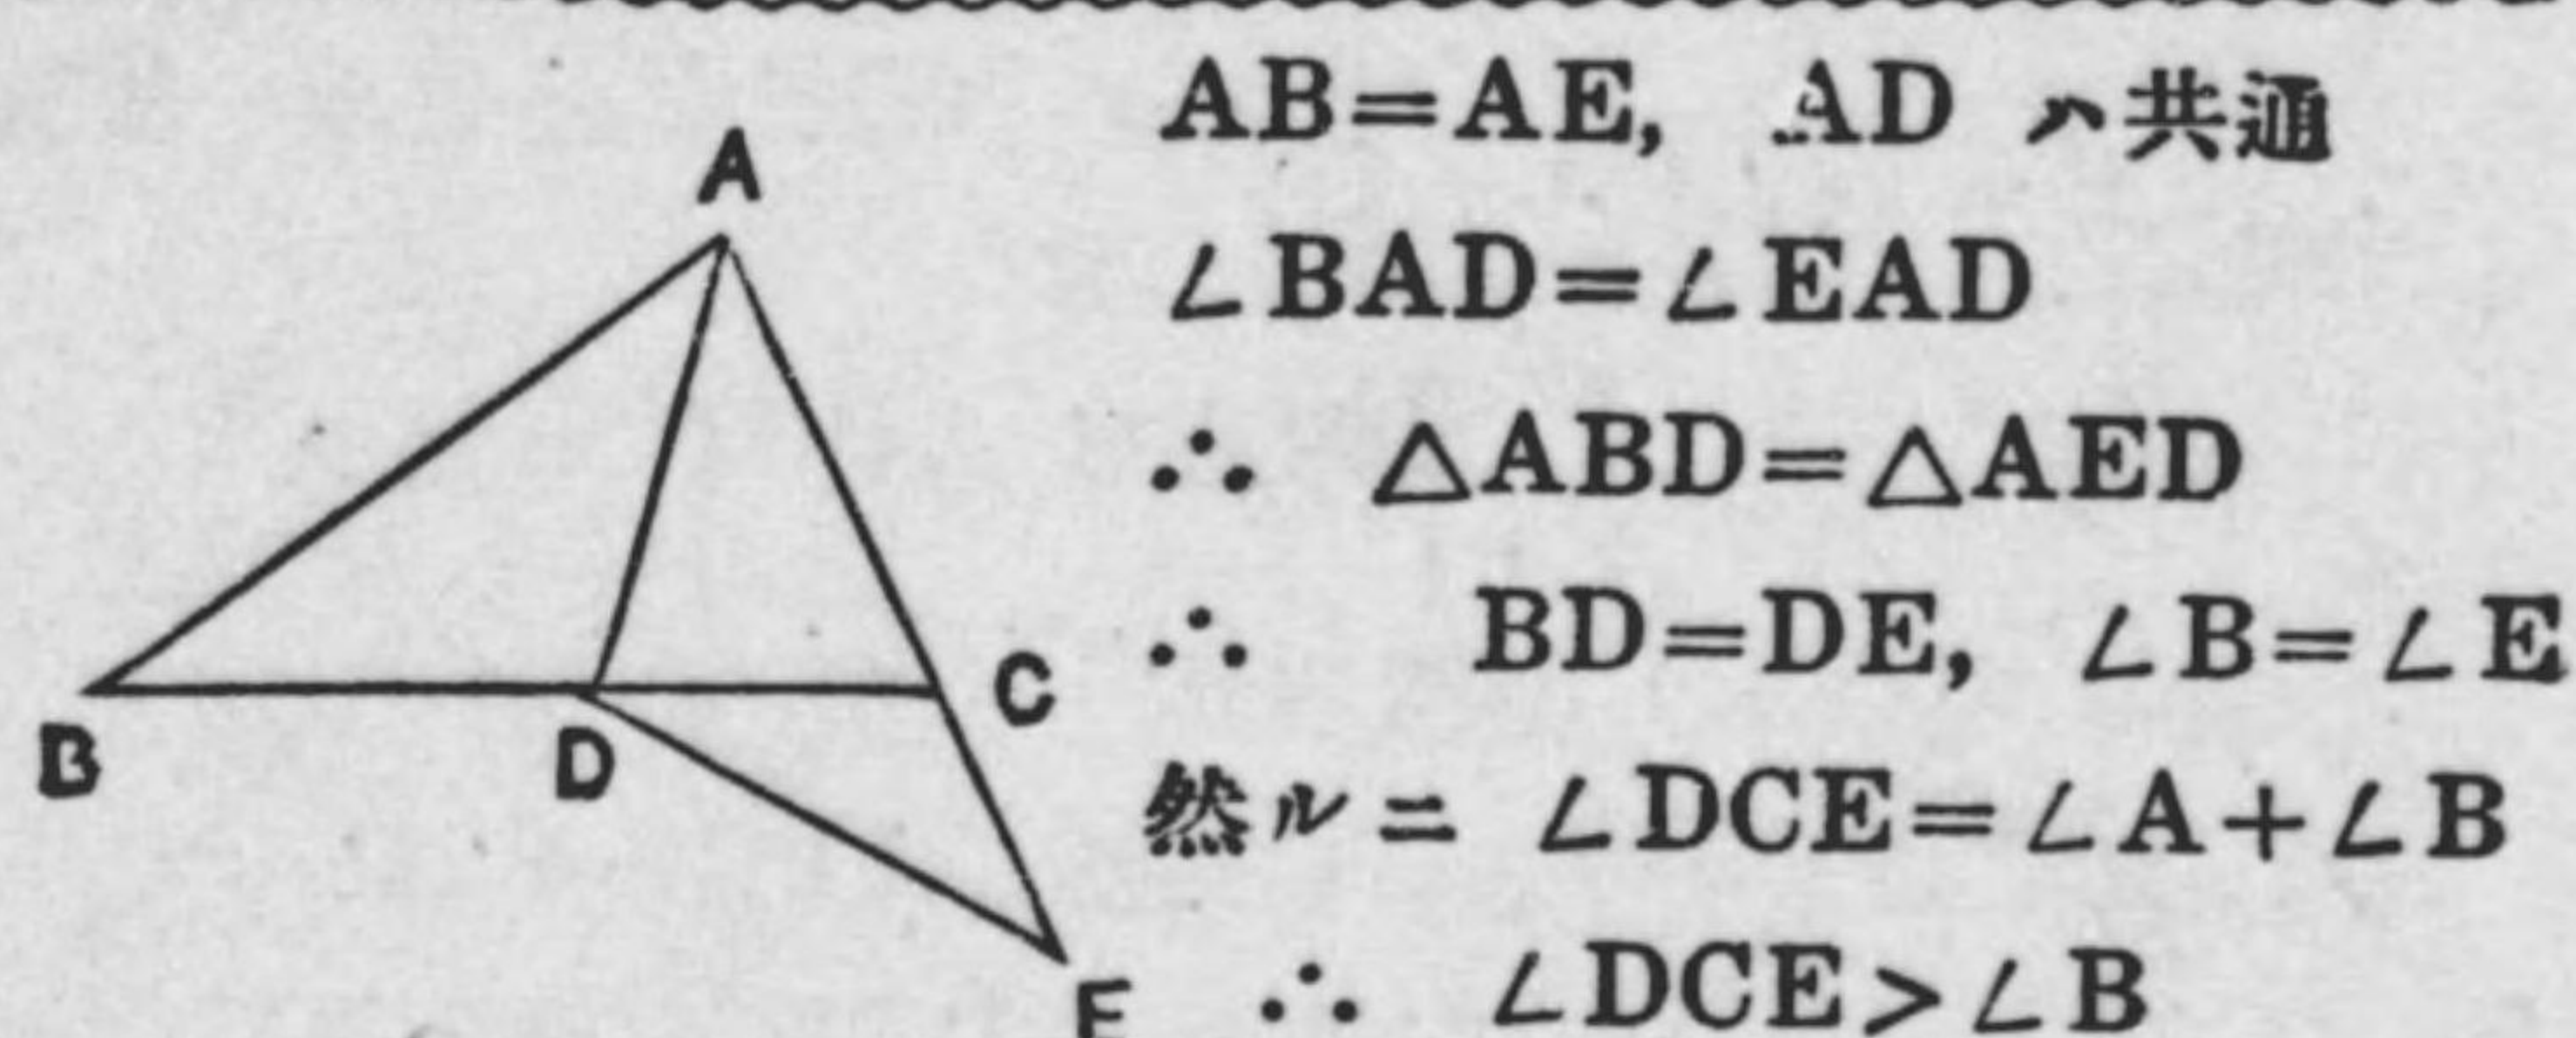 AB=AE, AD ハ共通
∠BAD=∠EAD
∴ △ABD=△AED
∴ BD=DE, ∠B=∠E
然ルニ ∠DCE=∠A+∠B
∴ ∠DCE>∠B
A
B
D
C
E